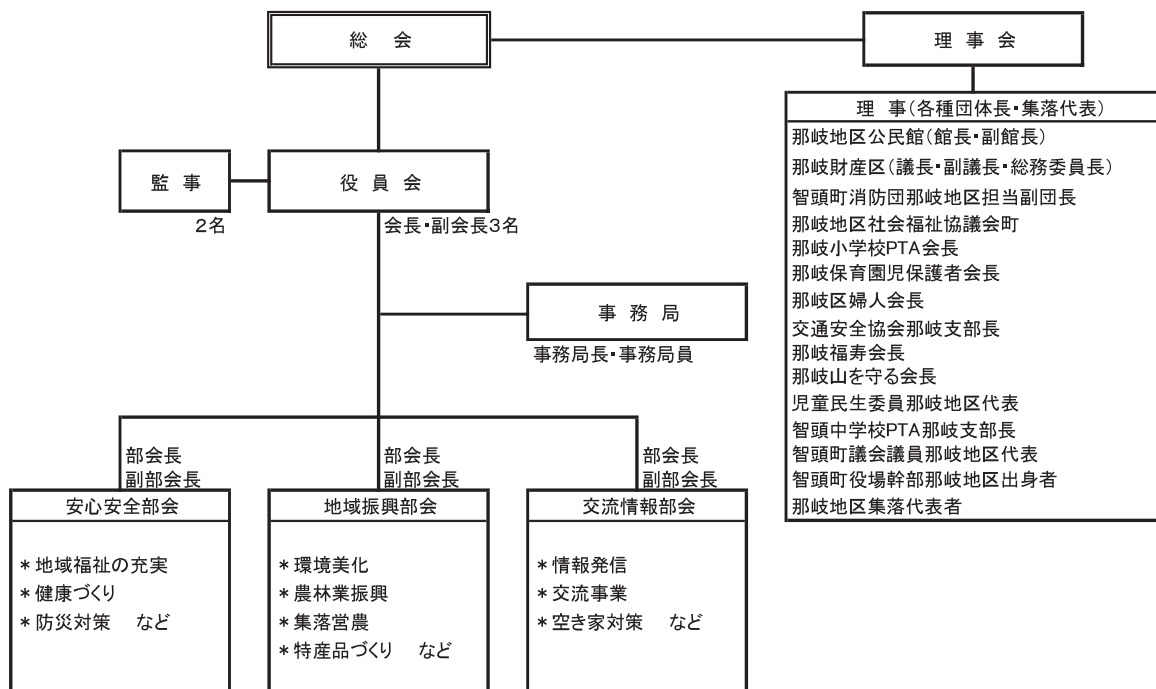 総会
理事会
理事(各種団体長・集落代表)
那岐地区公民館(館長・副館長)
那岐財産区(議長・副議長・総務委員長)
智頭町消防団那岐地区担当副団長
那岐地区社会福祉協議会町
那岐小学校PTA会長
那岐保育園児保護者会長
那岐区婦人会長
交通安全協会那岐支部長
那岐福寿会長
那岐山を守る会長
児童民生委員那岐地区代表
智頭中学校PTA那岐支部長
智頭町議会議員那岐地区代表
智頭町役場幹部那岐地区出身者
那岐地区集落代表者
監事
2名
役員会
会長・副会長3名
事務局
事務局長・事務局員
部会長
副部会長
安心安全部会
*地域福祉の充実
*健康づくり
*防災対策 など
部会長
副部会長
地域振興部会
*環境美化
*農林業振興
*集落営農
*特産品づくり など
部会長
副部会長
交流情報部会
*情報発信
*交流事業
*空き家対策 など